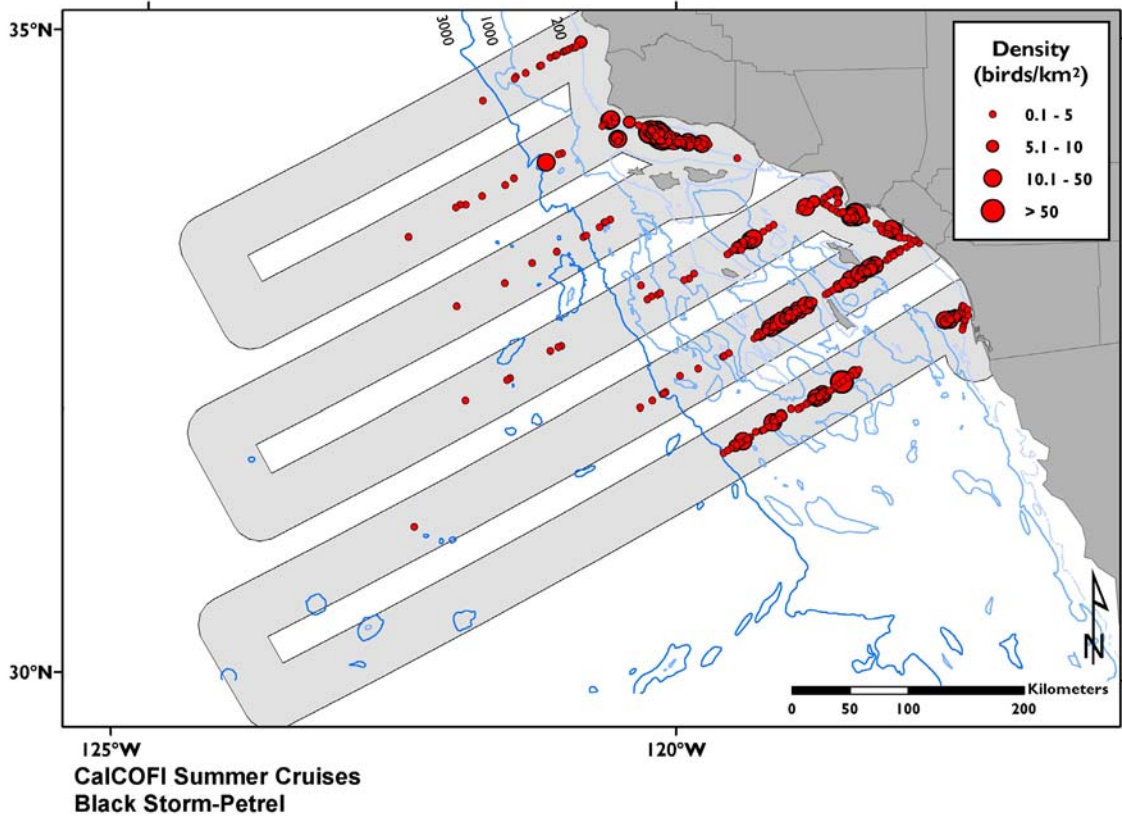 35°N
3000
1000
200
Density
(birds/km²)
0.1 - 5
5.1 - 10
10.1 - 50
> 50
30°N
N
Kilometers
0 50 100 200
125°W 120°W
CalCOFI Summer Cruises
Black Storm-Petrel